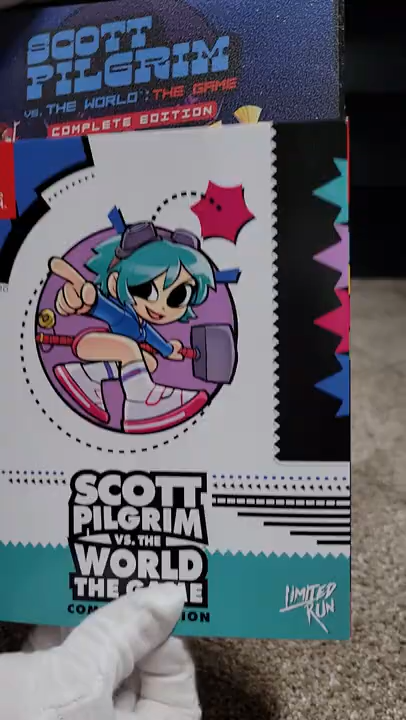 SCOTT
PILGRIM
VS. THE WORLD : THE GAME
COMPLETE EDITION
SCOTT
PILGRIM
VS. THE
WORLD
THE GAME
LIMITED
RUN